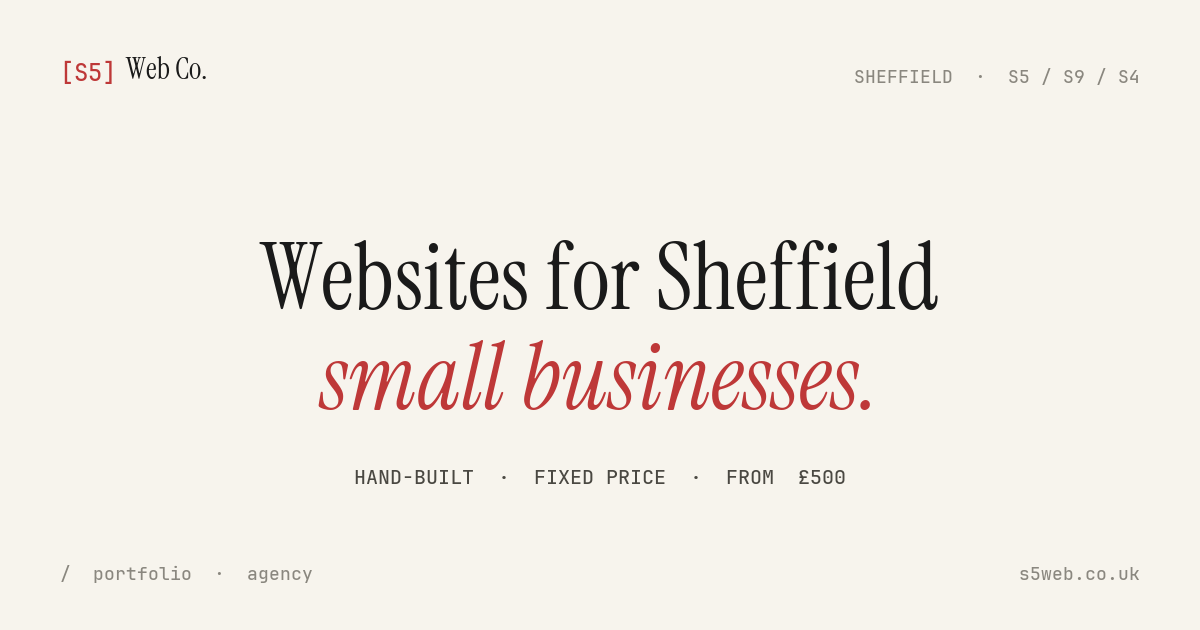 [S5] Web Co.
SHEFFIELD · S5 / S9 / S4
Websites for Sheffield
small businesses.
HAND-BUILT · FIXED PRICE · FROM £500
/ portfolio · agency
s5web.co.uk